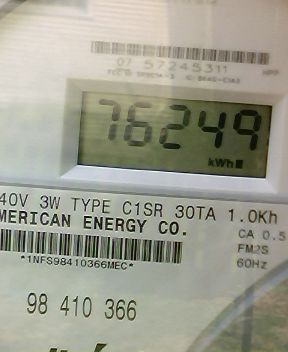 07 57245311
76249
kWh
40V 3W TYPE C1SR 30TA 1.0Kh
MERICAN ENERGY CO.
CA 0.5
FM2S
*1NFS98410366MEC*
60Hz
98 410 366